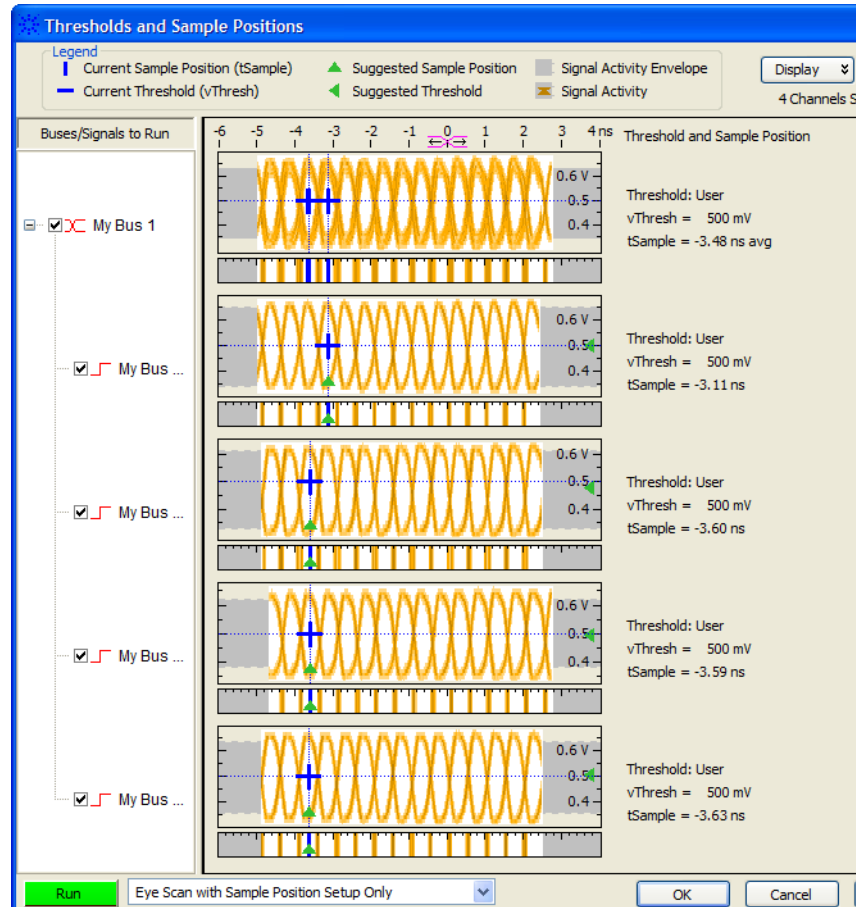 Thresholds and Sample Positions
Legend
Current Sample Position (tSample)
Suggested Sample Position
Signal Activity Envelope
Current Threshold (vThresh)
Suggested Threshold
Signal Activity
Display
4 Channels S
Buses/Signals to Run
-6 -5 -4 -3 -2 -1 0 1 2 3 4 ns
Threshold and Sample Position
My Bus 1
0.6 V
0.5
0.4
Threshold: User
vThresh = 500 mV
tSample = -3.48 ns avg
My Bus ...
0.6 V
0.5
0.4
Threshold: User
vThresh = 500 mV
tSample = -3.11 ns
My Bus ...
0.6 V
0.5
0.4
Threshold: User
vThresh = 500 mV
tSample = -3.60 ns
My Bus ...
0.6 V
0.5
0.4
Threshold: User
vThresh = 500 mV
tSample = -3.59 ns
My Bus ...
0.6 V
0.5
0.4
Threshold: User
vThresh = 500 mV
tSample = -3.63 ns
Run
Eye Scan with Sample Position Setup Only
OK
Cancel